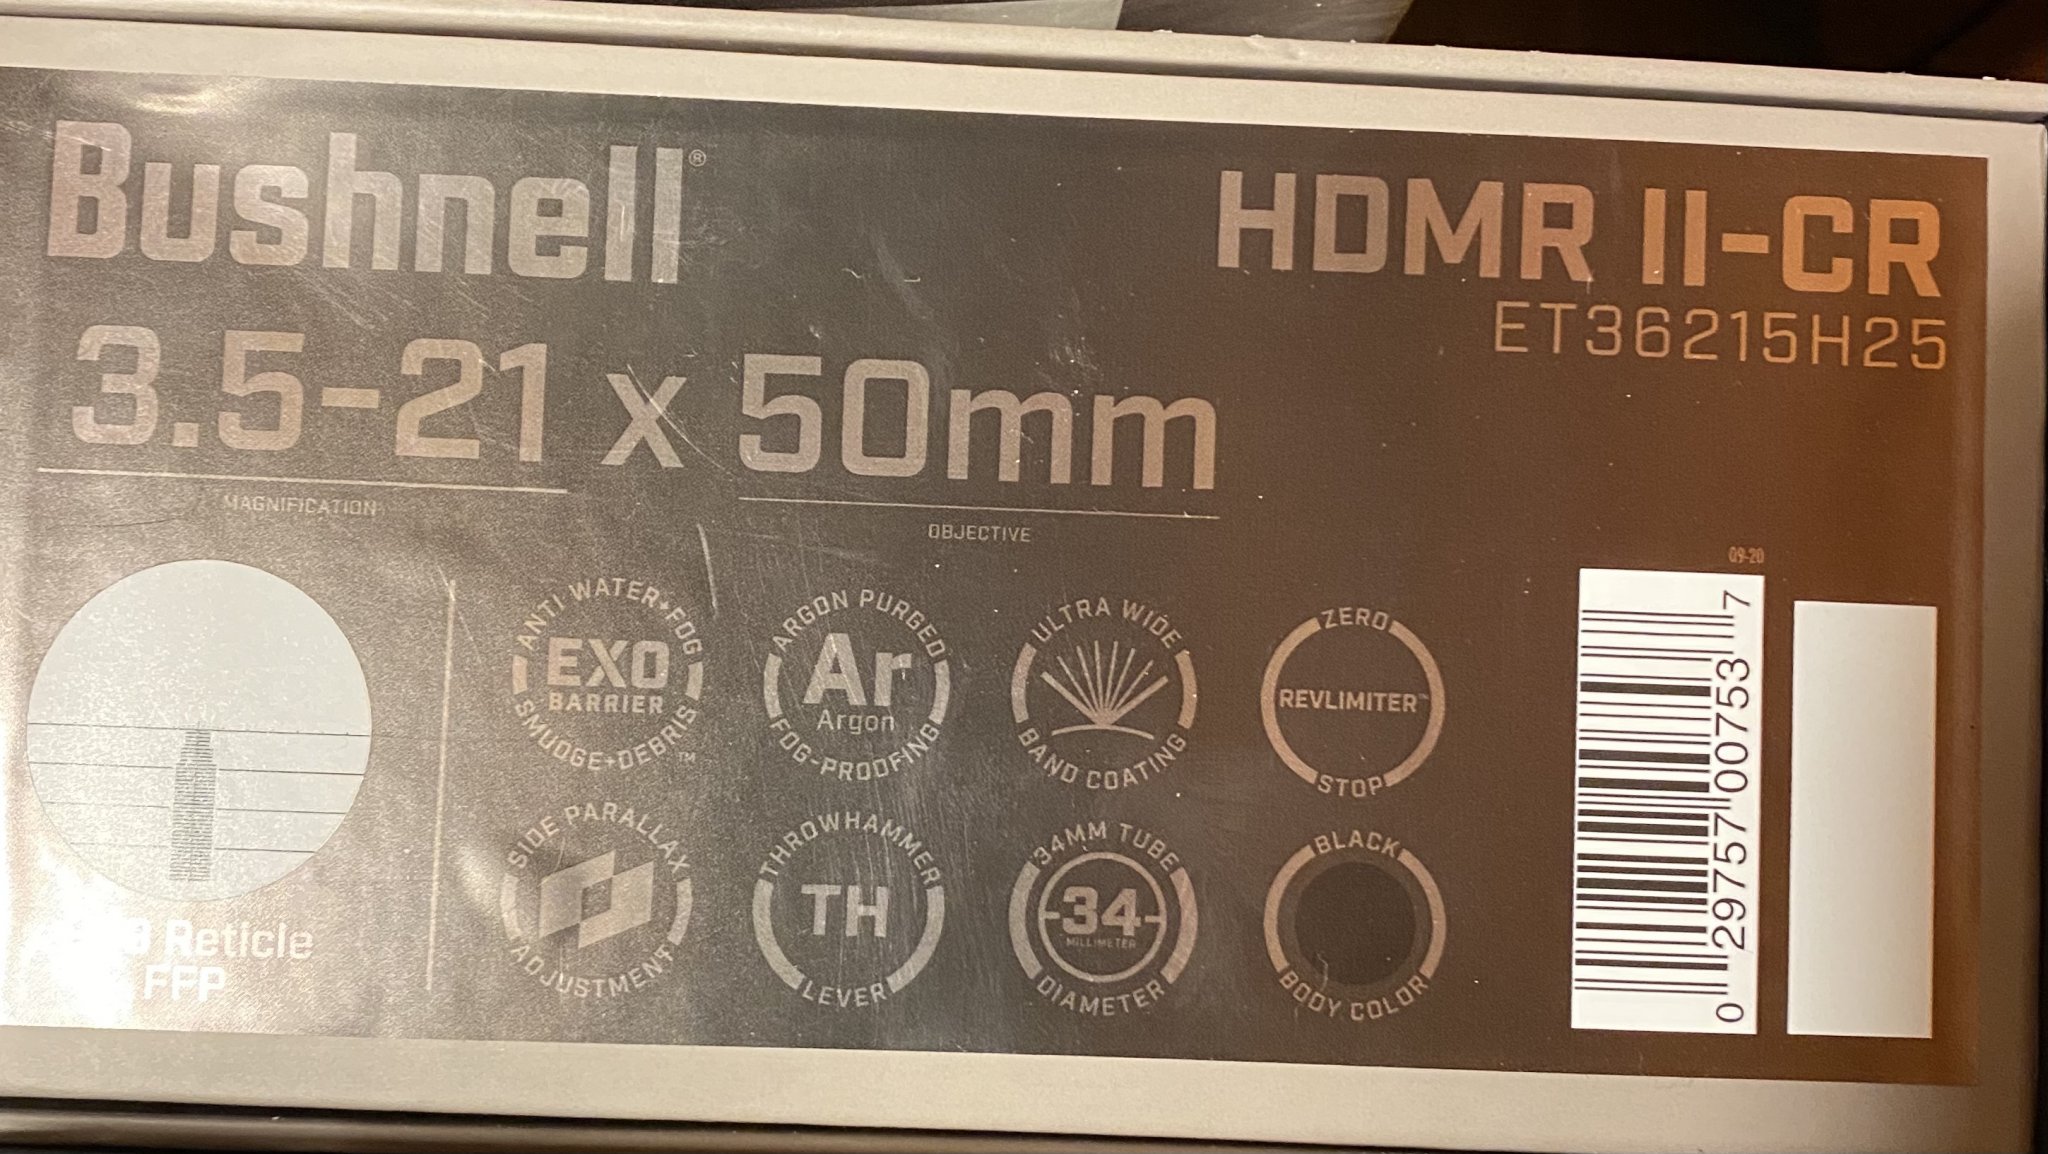 Bushnell®
HDMR II-CR
ET36215H25
3.5-21 x 50mm
MAGNIFICATION
OBJECTIVE
Reticle
FFP
ANTI WATER+FOG
EXO
BARRIER
SMUDGE+DEBRIS™
ARGON PURGED
Ar
Argon
FOG-PROOFING
ULTRA WIDE
BAND COATING
ZERO
REVLIMITER™
STOP
SIDE PARALLAX
ADJUSTMENT
THROWHAMMER
TH
LEVER
34MM TUBE
-34-
MILLIMETER
DIAMETER
BLACK
BODY COLOR
09-20
0 29757 00753 7